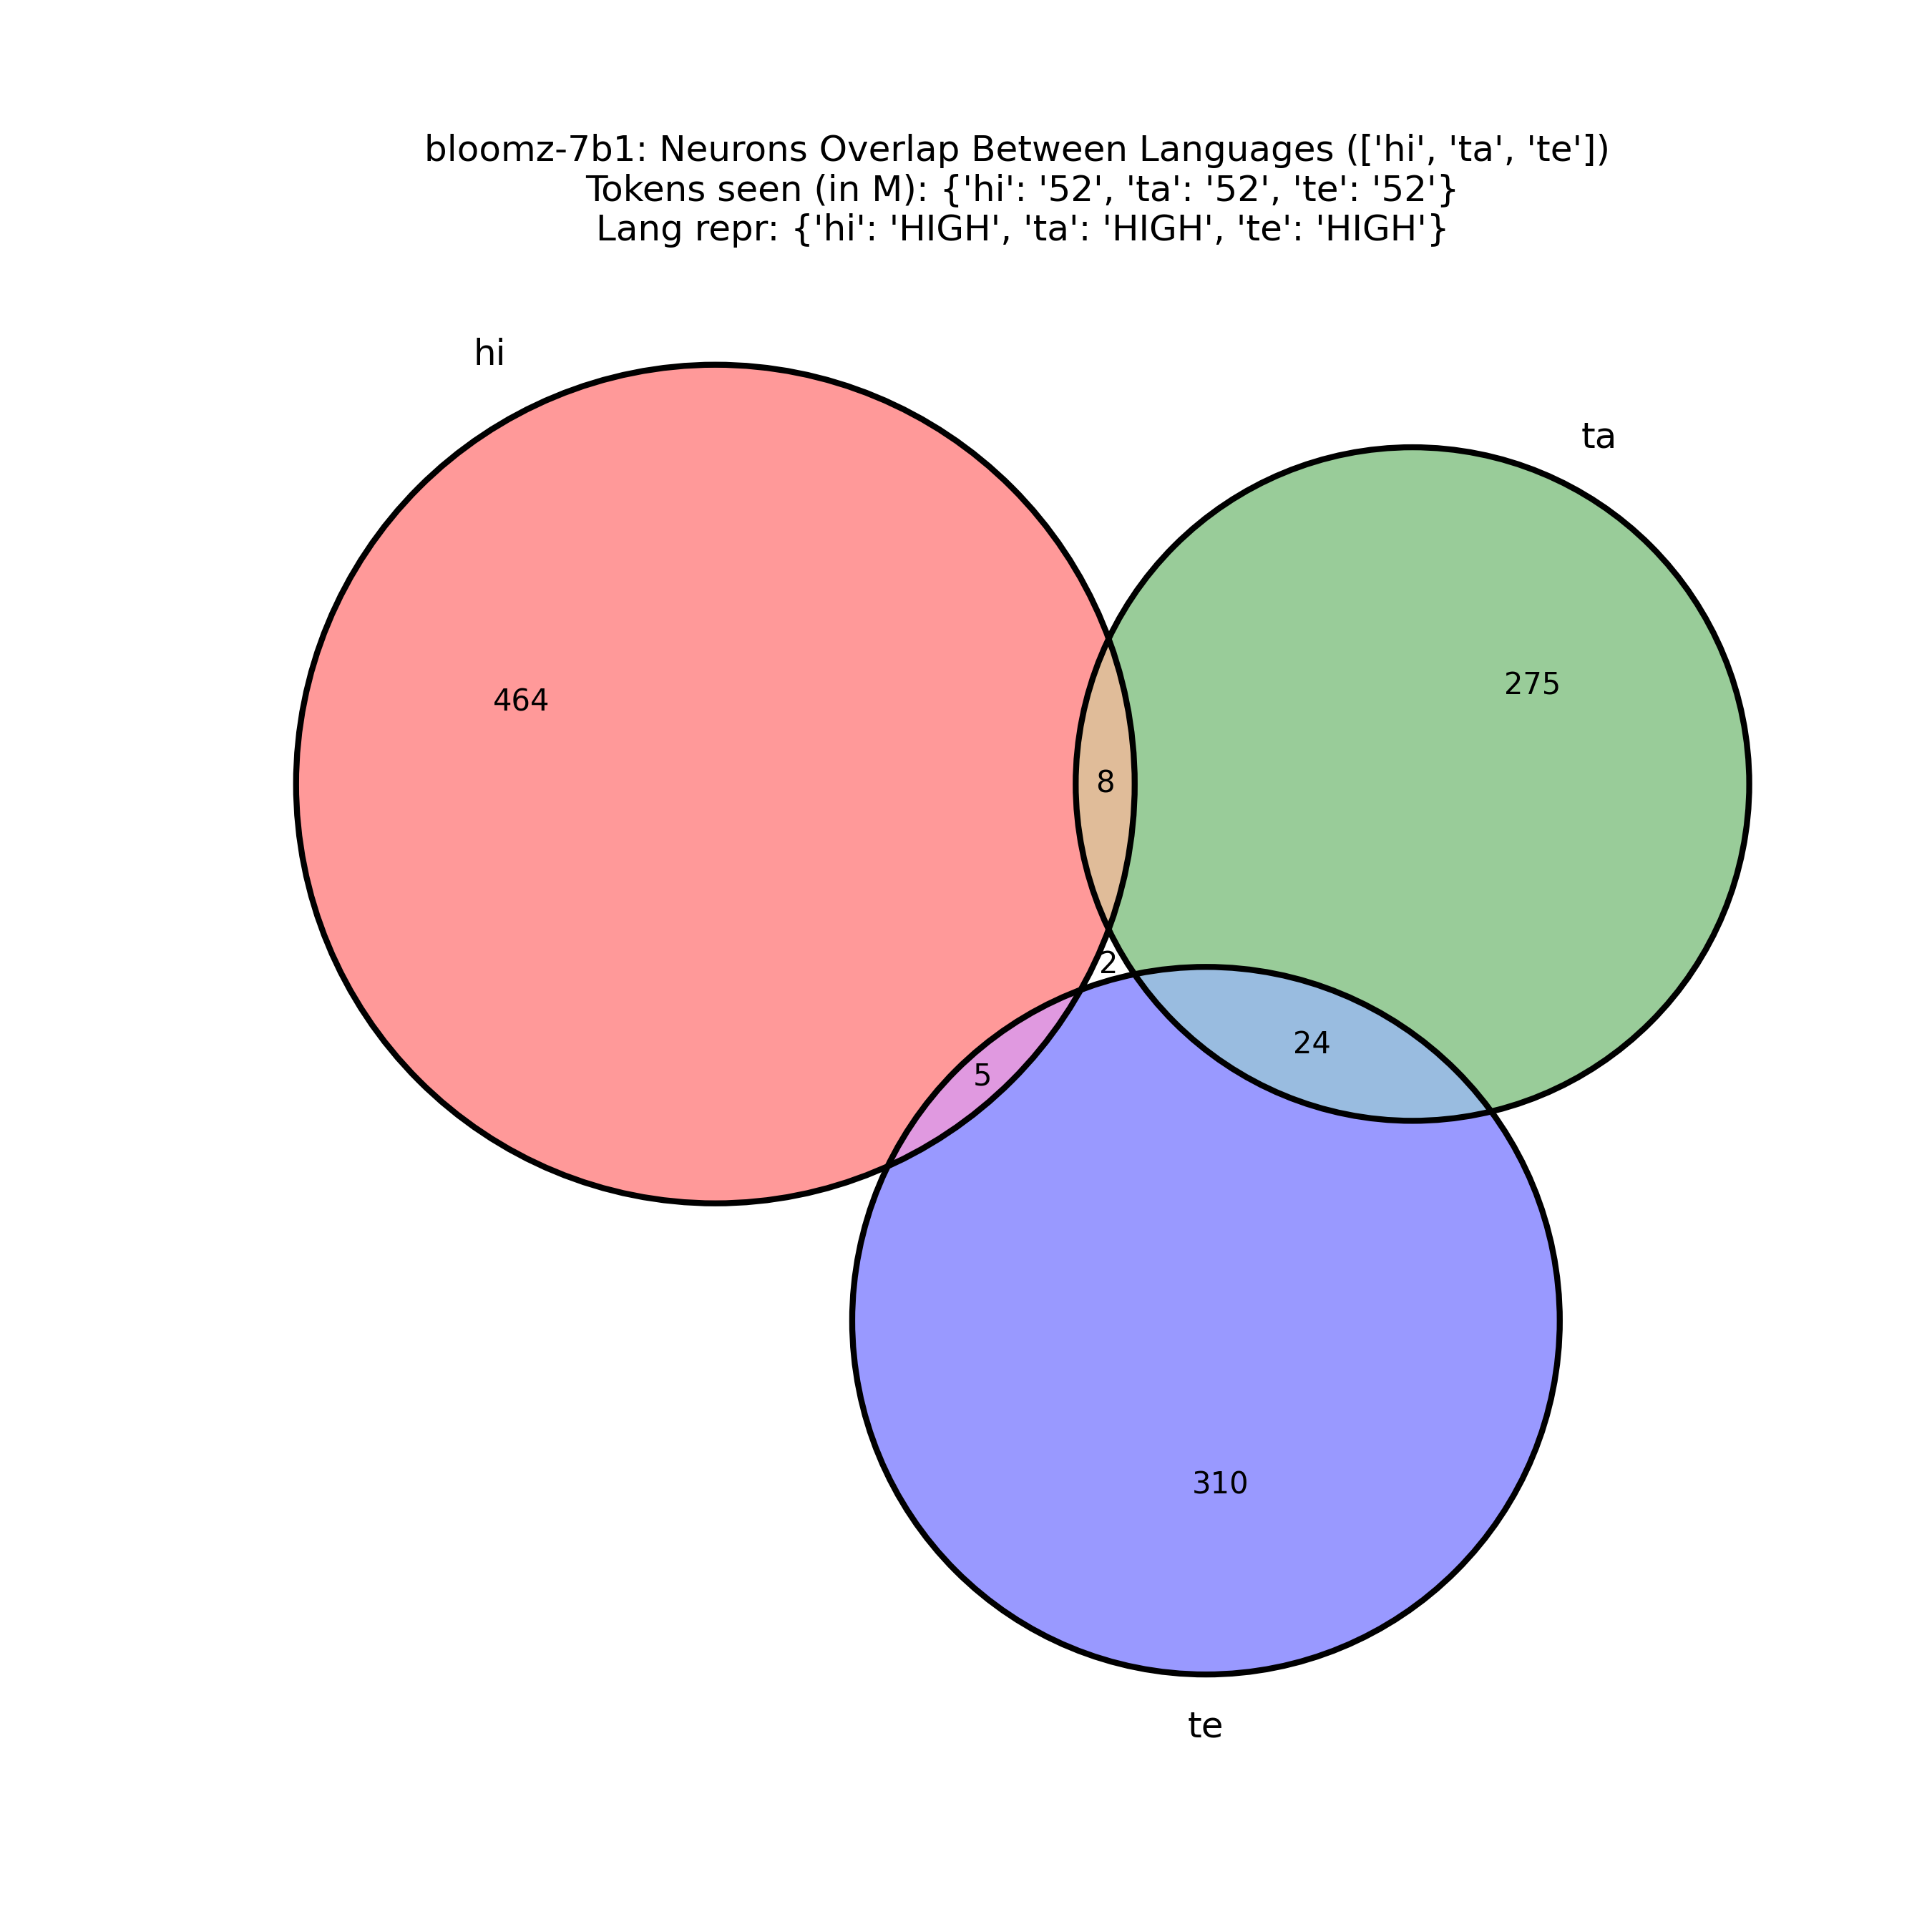 bloomz-7b1: Neurons Overlap Between Languages (['hi', 'ta', 'te'])
Tokens seen (in M): {'hi': '52', 'ta': '52', 'te': '52'}
Lang repr: {'hi': 'HIGH', 'ta': 'HIGH', 'te': 'HIGH'}
hi
ta
275
464
8
2
24
5
310
te